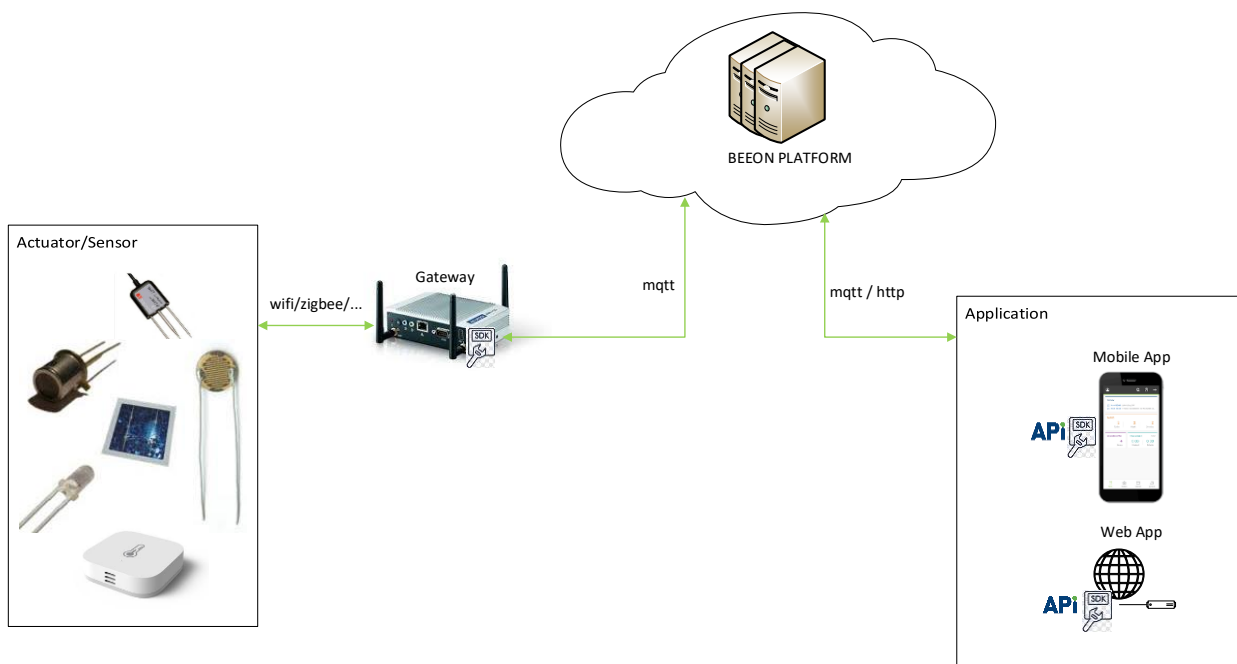 BEEON PLATFORM
Actuator/Sensor
wifi/zigbee/...
Gateway
SDK
mqtt
mqtt / http
Application
Mobile App
API
SDK
Web App
API
SDK